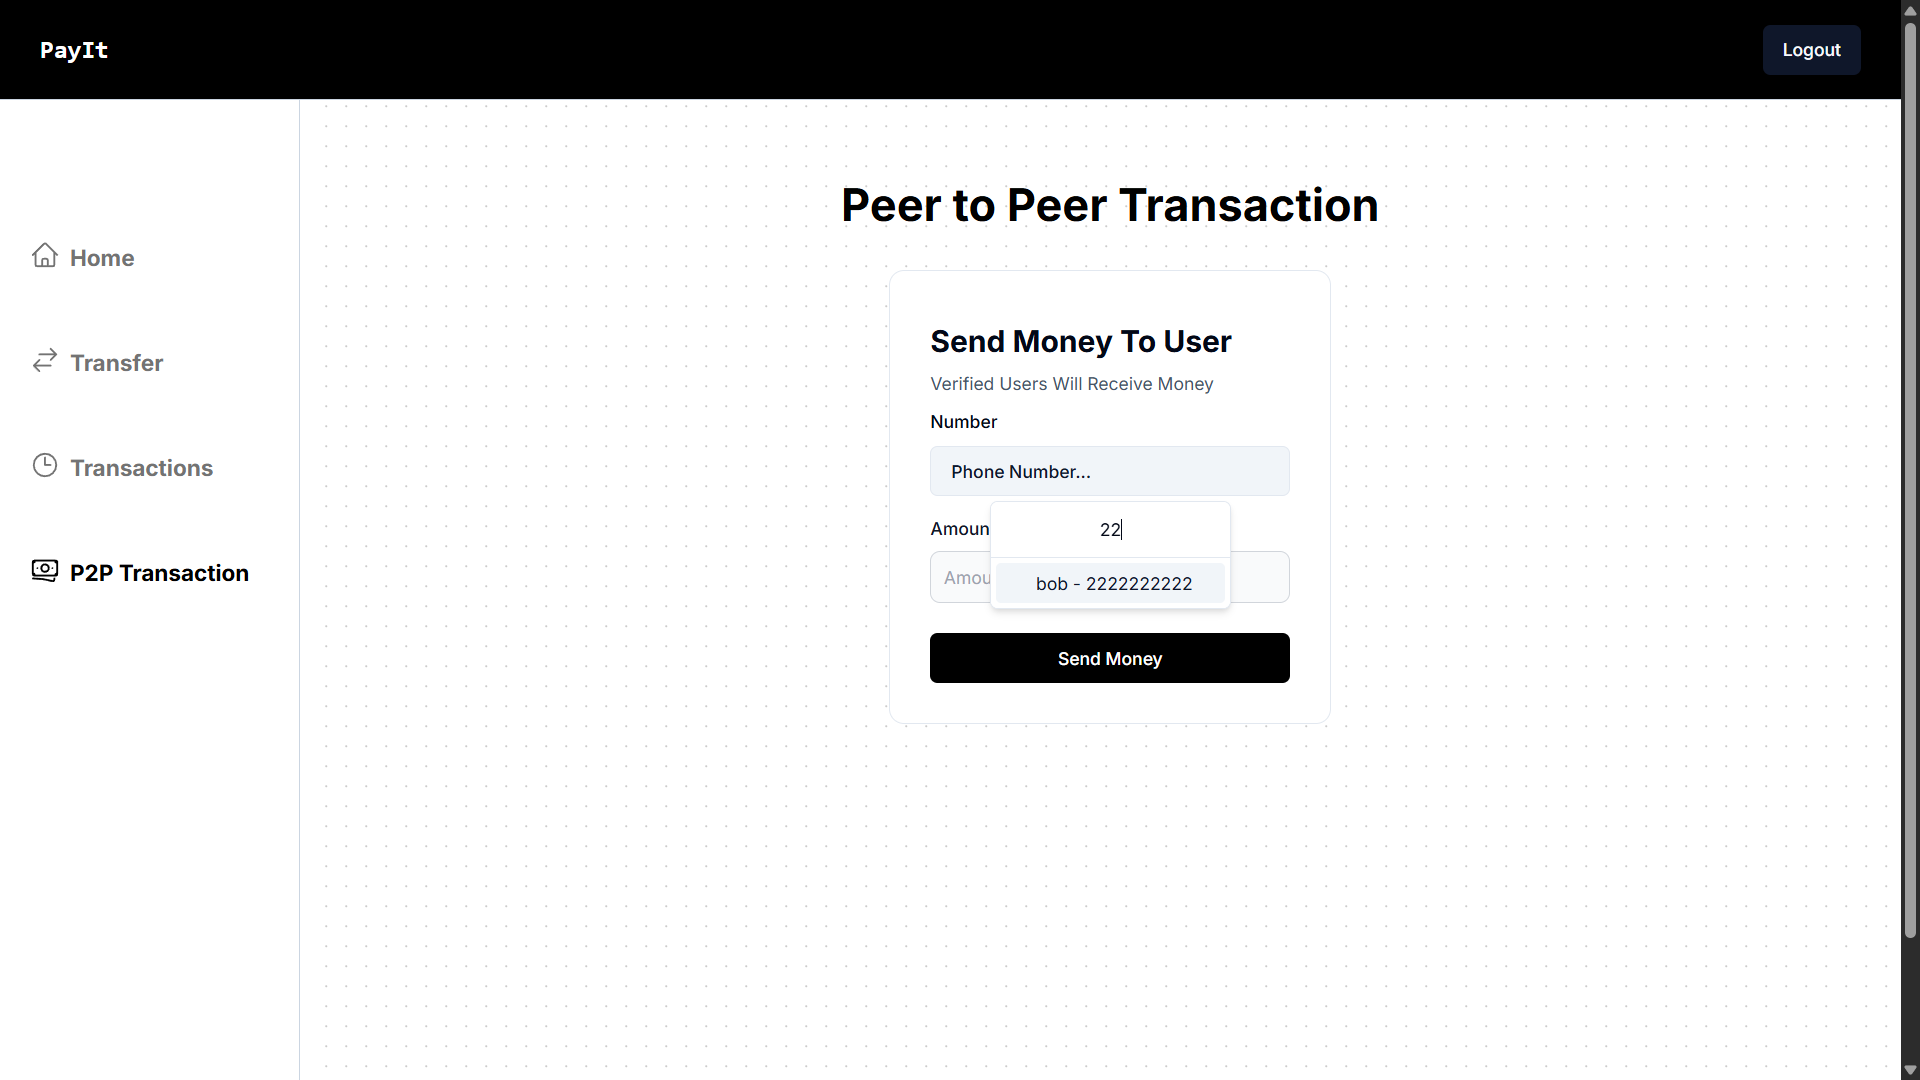 PayIt
Logout
Home
Transfer
Transactions
P2P Transaction
Peer to Peer Transaction
Send Money To User
Verified Users Will Receive Money
Number
Phone Number...
Amoun
22
Amou
bob - 2222222222
Send Money